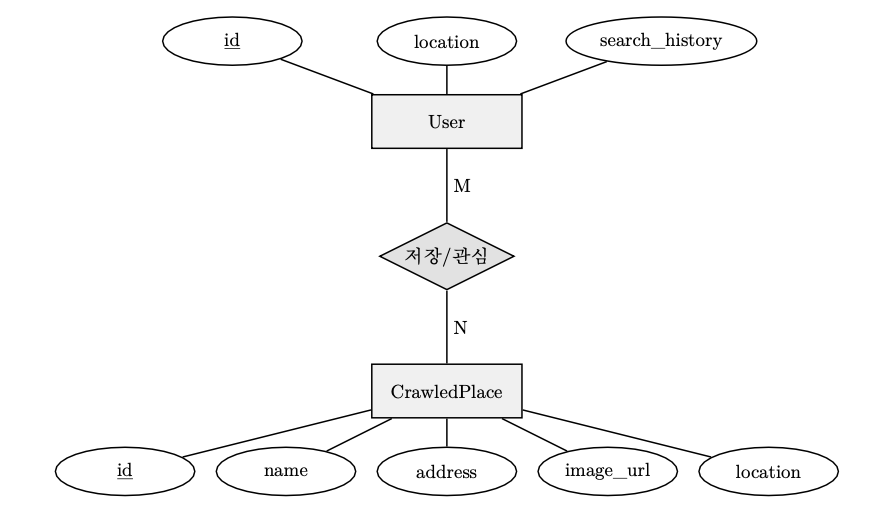 id
location
search_history
User
M
저장/관심
N
CrawledPlace
id
name
address
image_url
location